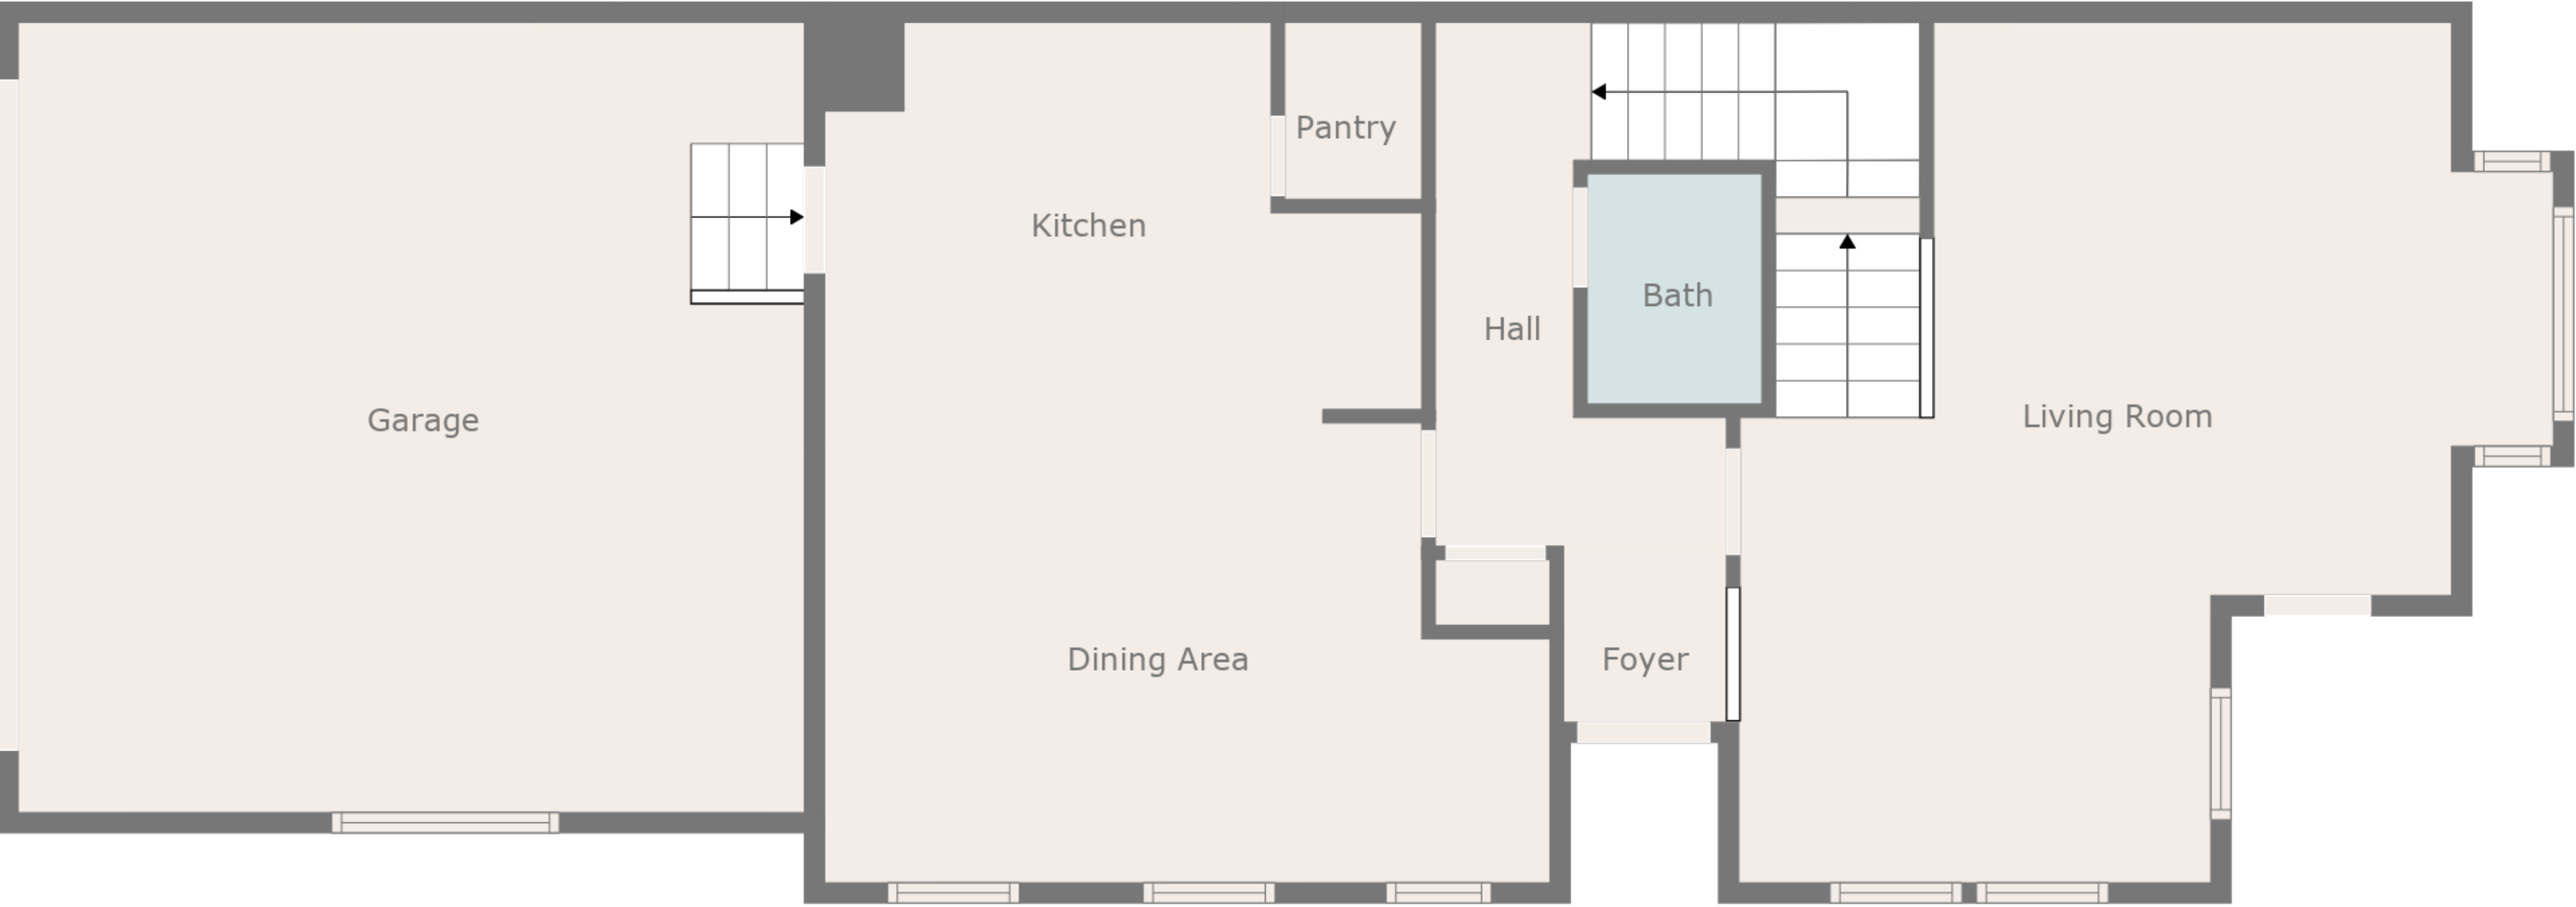 Pantry
Kitchen
Bath
Hall
Garage
Living Room
Dining Area
Foyer